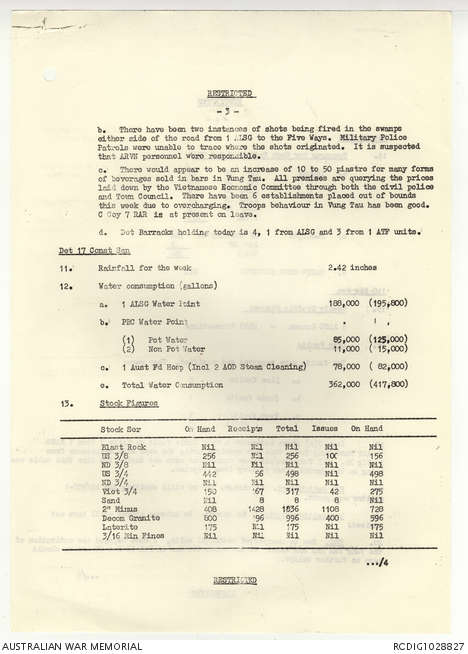 RESTRICTED
- 3 -
b. There have been two instances of shots being fired in the swamps
either side of the road from 1 ALSG to the Five Ways. Military Police
Patrols were unable to trace where the shots originated. It is suspected
that ARVN personnel were responsible.
c. There would appear to be an increase of 10 to 50 piastre for many forms
of beverages sold in bars in Vung Tau. All premises are querying the prices
laid down by the Vietnamese Economic Committee through both the civil police
and Town Council. There have been 6 establishments placed out of bounds
this week due to overcharging. Troops behaviour in Vung Tau has been good.
C Coy 7 RAR is at present on leave.
d. Det Barracks holding today is 4, 1 from ALSG and 3 from 1 ATF units.
Det 17 Const Sqn
11. Rainfall for the week 2.42 inches
12. Water consumption (gallons)
a. 1 ALSG Water Point 188,000 (195,800)
b. PEC Water Point
(1) Pot Water 85,000 (125,000)
(2) Non Pot Water 11,000 ( 15,000)
c. 1 Aust Fd Hosp (Incl 2 AOD Steam Cleaning) 78,000 ( 82,000)
e. Total Water Consumption 362,000 (417,800)
13. Stock Figures
Stock Ser On Hand Receipts Total Issues On Hand
Blast Rock Nil Nil Nil Nil Nil
US 3/8 256 Nil 256 100 156
ND 3/8 Nil Nil Nil Nil Nil
US 3/4 442 56 498 Nil 498
ND 3/4 Nil Nil Nil Nil Nil
Viet 3/4 150 167 317 42 275
Sand Nil 8 8 8 Nil
2" Minus 408 1428 1836 1108 728
Decom Granite 800 196 996 400 596
Laterite 175 Nil 175 Nil 175
3/16 Min Fines Nil Nil Nil Nil Nil
.../4
RESTRICTED
AUSTRALIAN WAR MEMORIAL
RCDIG1028827